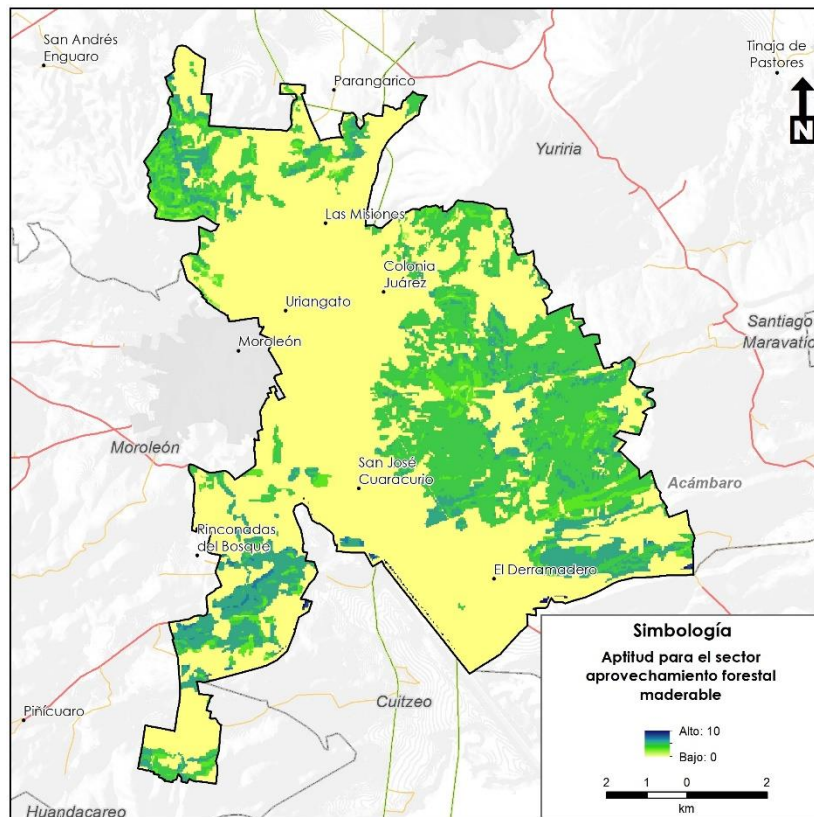 San Andrés
Enguaro
Parangarico
Tinaja de
Pastores
N
Yuriria
Las Misiones
Colonia
Juárez
Uriangato
Moroleón
Santiago
Maravatío
Moroleón
San José
Cuaracurio
Acámbaro
Rinconadas
del Bosque
El Derramadero
Piñícuaro
Cuitzeo
Huandacareo
Simbología
Aptitud para el sector
aprovechamiento forestal
maderable
Alto: 10
Bajo: 0
2 1 0 2
km